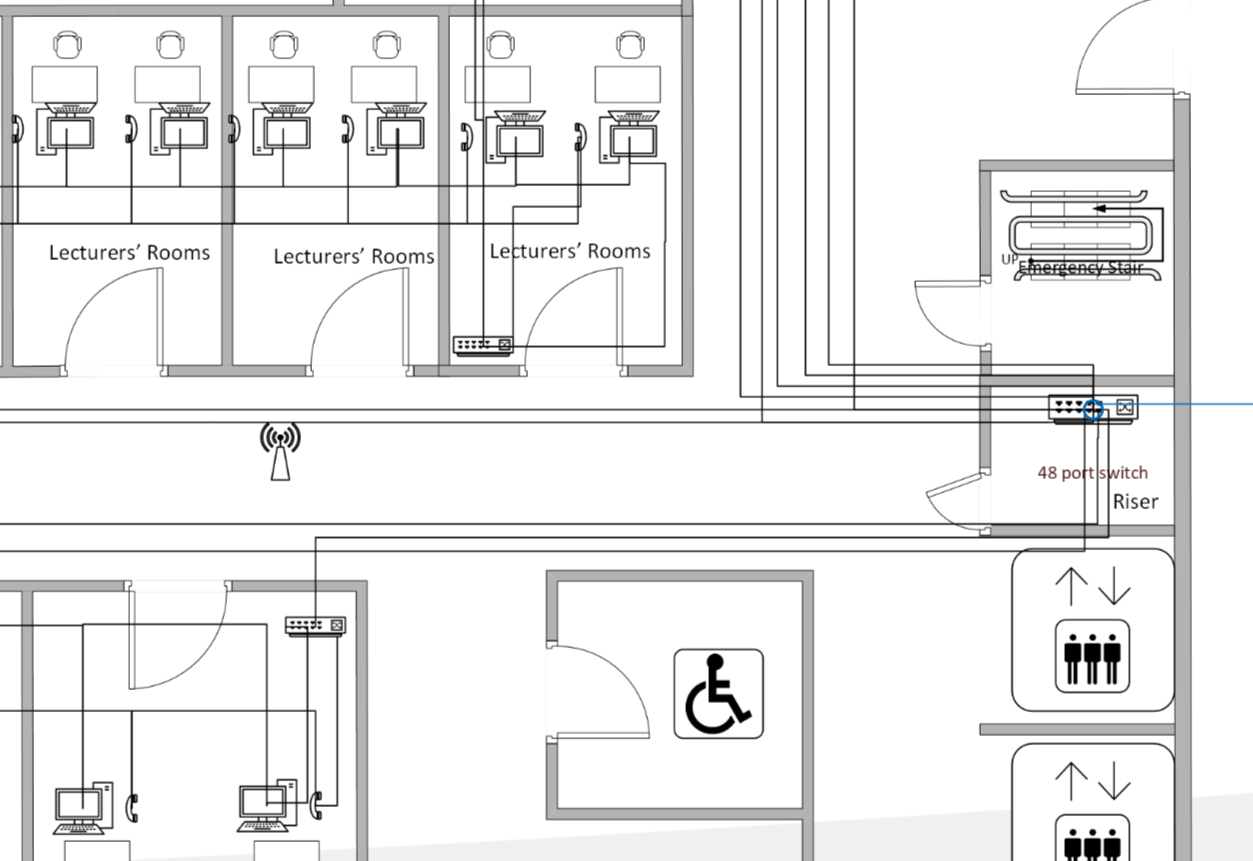 Lecturers’ Rooms
Lecturers’ Rooms
Lecturers’ Rooms
UP
Emergency Stair
48 port switch
Riser